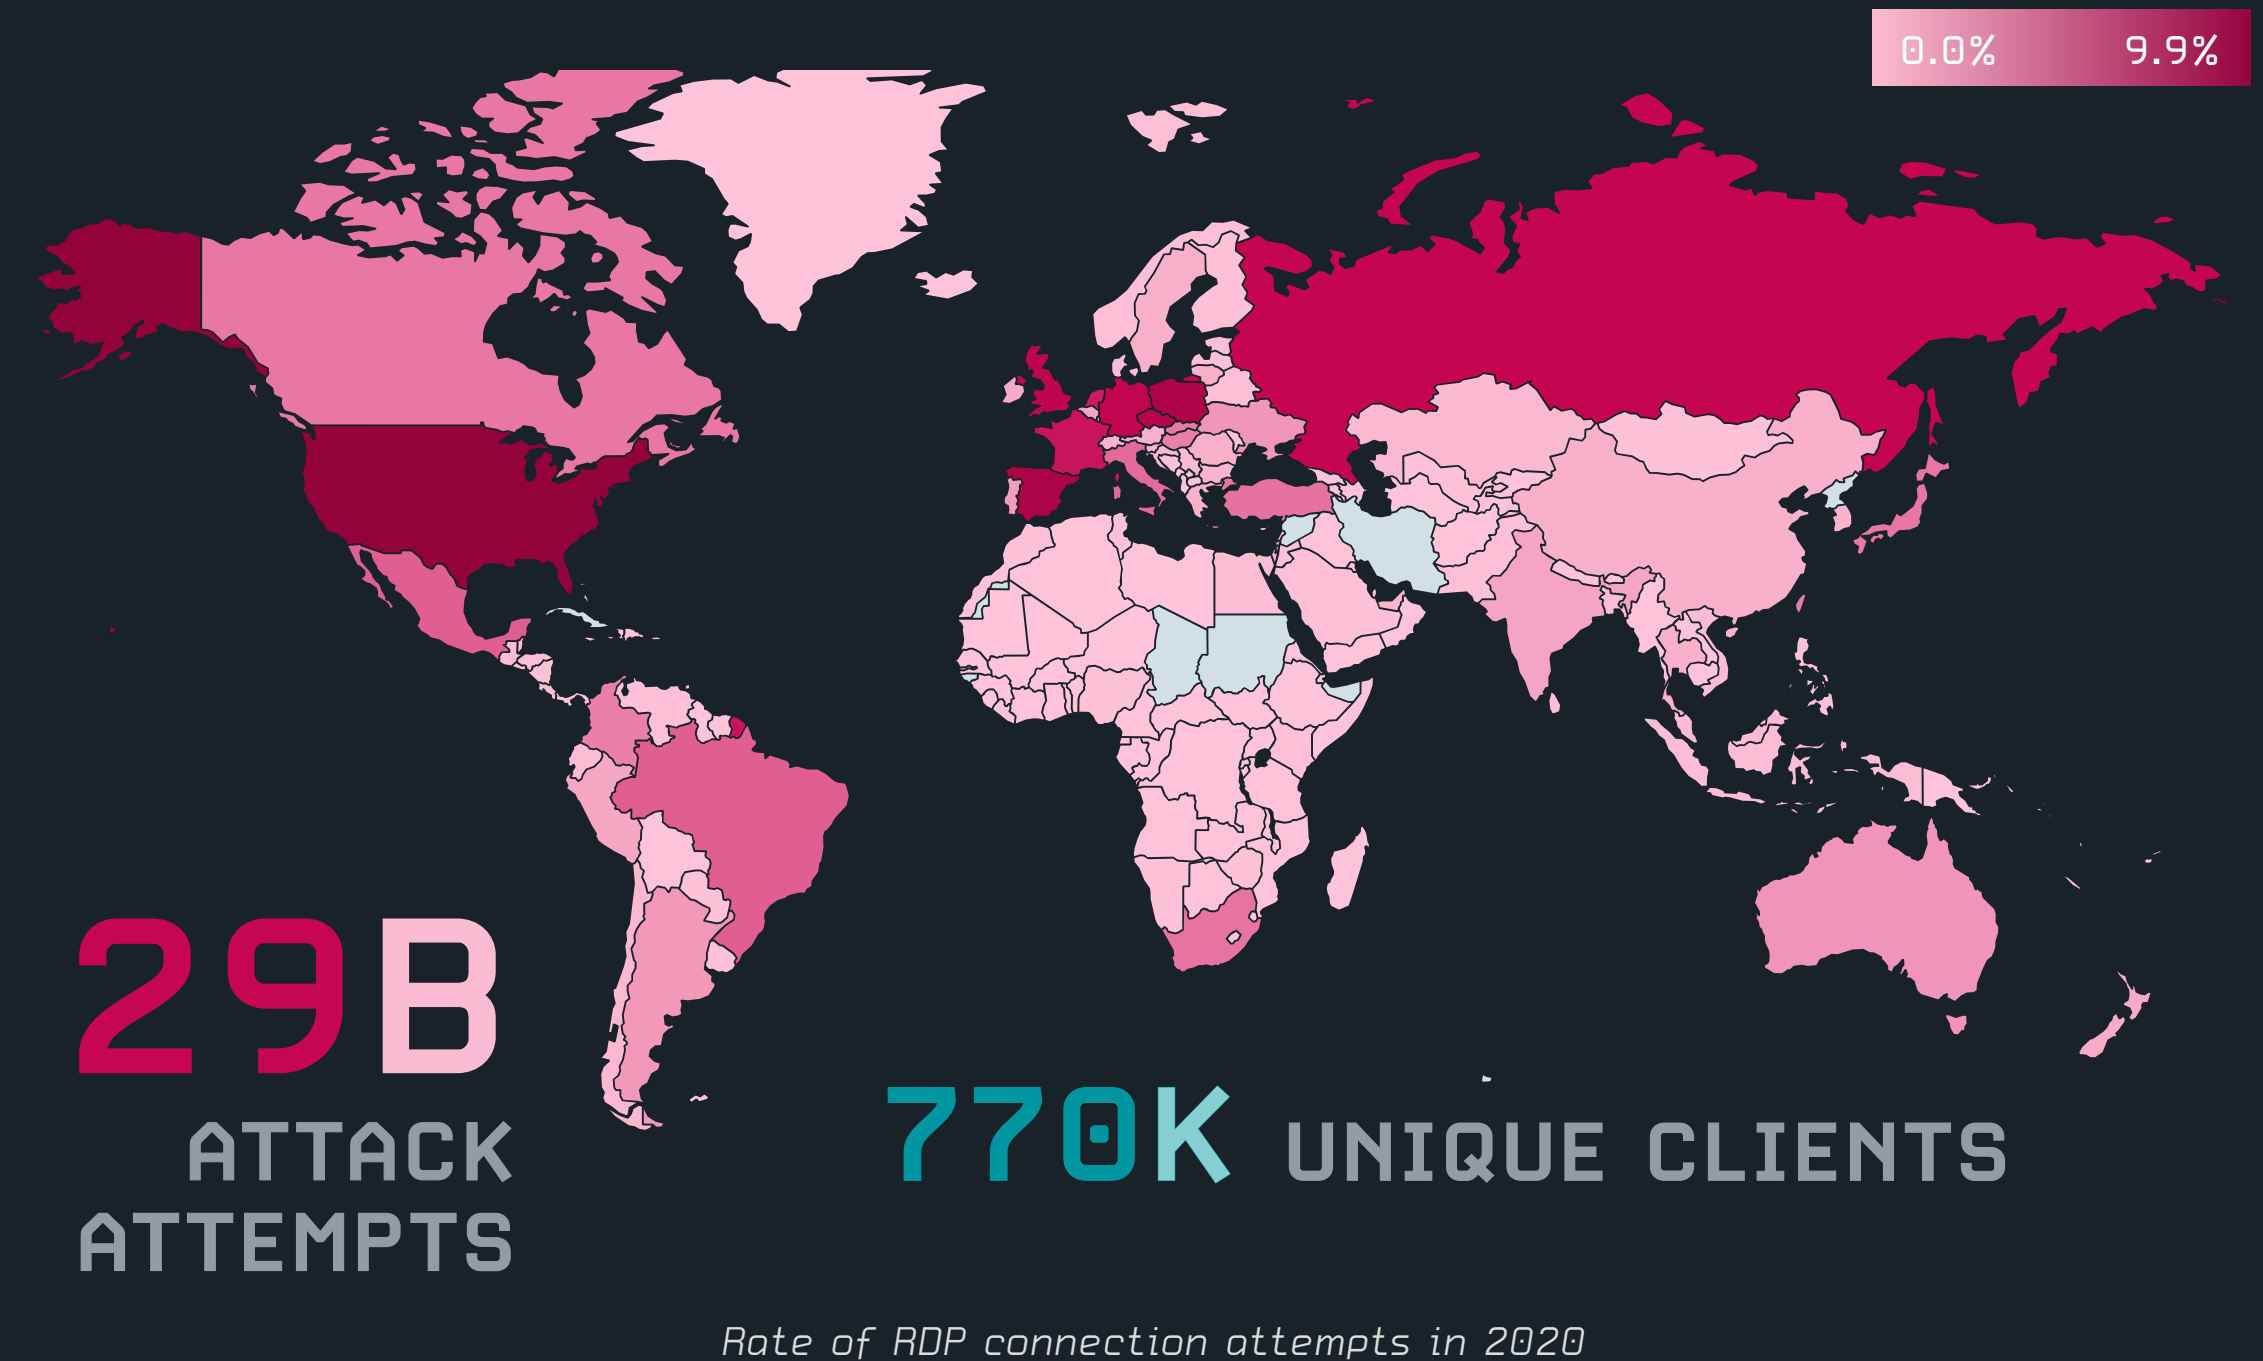 0.0% 9.9%
29B
ATTACK
ATTEMPTS
770K UNIQUE CLIENTS
Rate of RDP connection attempts in 2020